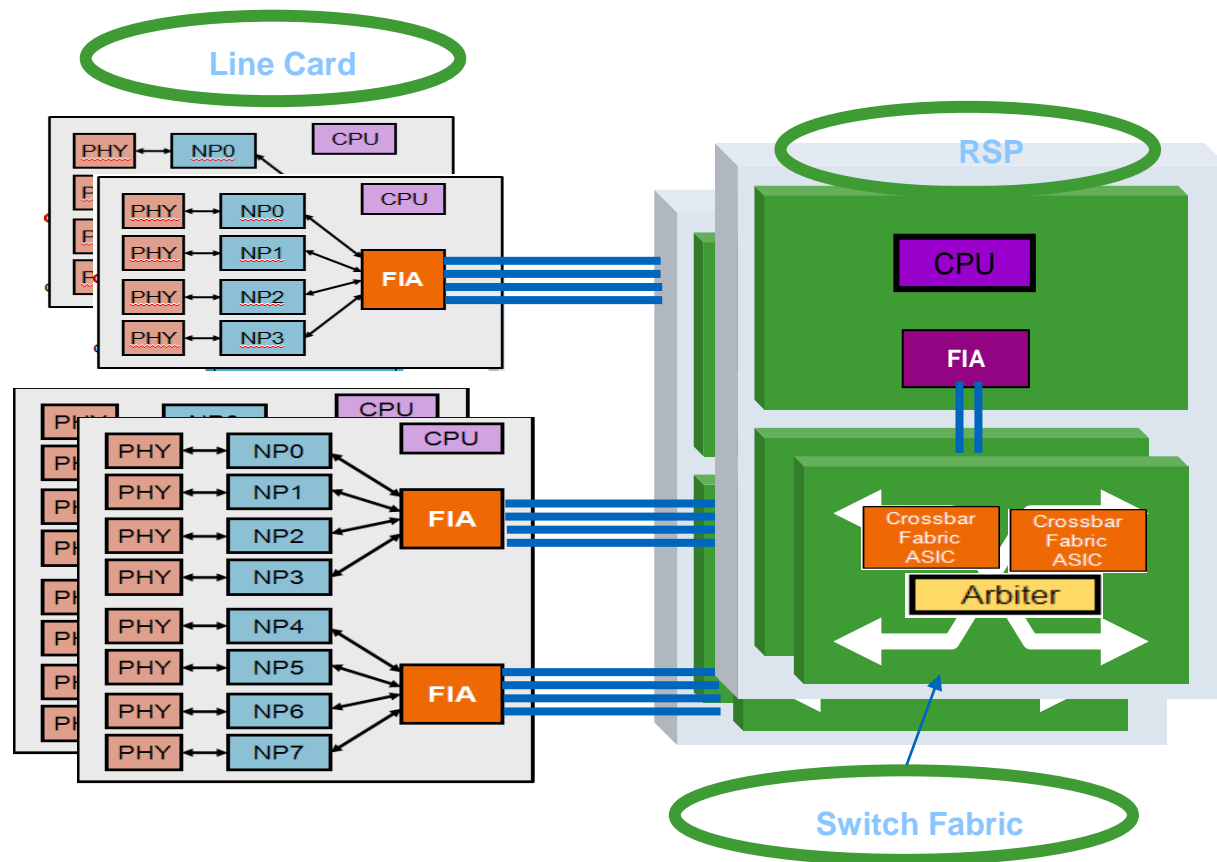 Line Card
RSP
CPU
PHY NP0
CPU
PHY NP0
PHY NP1
PHY NP2
PHY NP3
FIA
CPU
FIA
CPU
CPU
PHY NP0
PHY NP1
PHY NP2
PHY NP3
FIA
PHY NP4
PHY NP5
PHY NP6
PHY NP7
FIA
Crossbar
Fabric
ASIC
Crossbar
Fabric
ASIC
Arbiter
Switch Fabric